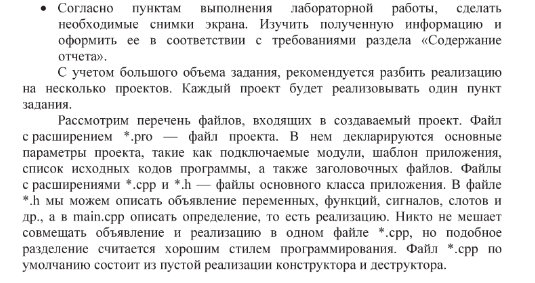 • Согласно пунктам выполнения лабораторной работы, сделать
необходимые снимки экрана. Изучить полученную информацию и
оформить ее в соответствии с требованиями раздела «Содержание
отчета».
С учетом большого объема задания, рекомендуется разбить реализацию
на несколько проектов. Каждый проект будет реализовывать один пункт
задания.
Рассмотрим перечень файлов, входящих в создаваемый проект. Файл
с расширением *.pro — файл проекта. В нем декларируются основные
параметры проекта, такие как подключаемые модули, шаблон приложения,
список исходных кодов программы, а также заголовочных файлов. Файлы
с расширениями *.cpp и *.h — файлы основного класса приложения. В файле
*.h мы можем описать объявление переменных, функций, сигналов, слотов и
др., а в main.cpp описать определение, то есть реализацию. Никто не мешает
совмещать объявление и реализацию в одном файле *.cpp, но подобное
разделение считается хорошим стилем программирования. Файл *.cpp по
умолчанию состоит из пустой реализации конструктора и деструктора.